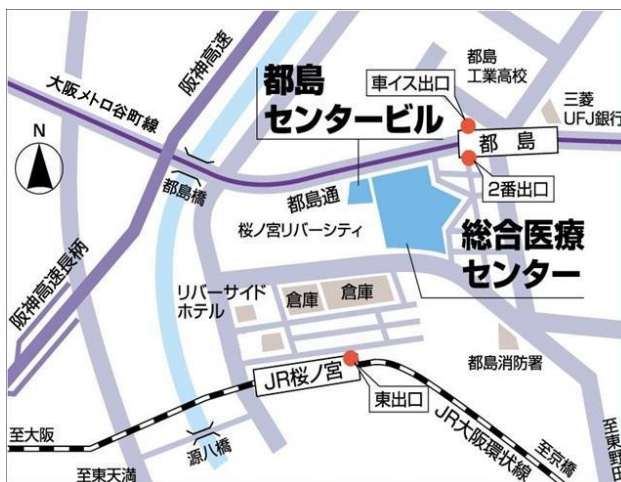 大阪メトロ谷町線
阪神高速
都島
センタービル
車イス出口
都島
工業高校
三菱
UFJ銀行
都島
2番出口
N
都島橋
都島通
桜ノ宮リバーシティ
総合医療
センター
阪神高速長柄
リバーサイド
ホテル
倉庫
倉庫
都島消防署
JR桜ノ宮
東出口
JR大阪環状線
至大阪
源八橋
至東天満
至京橋
至東野田